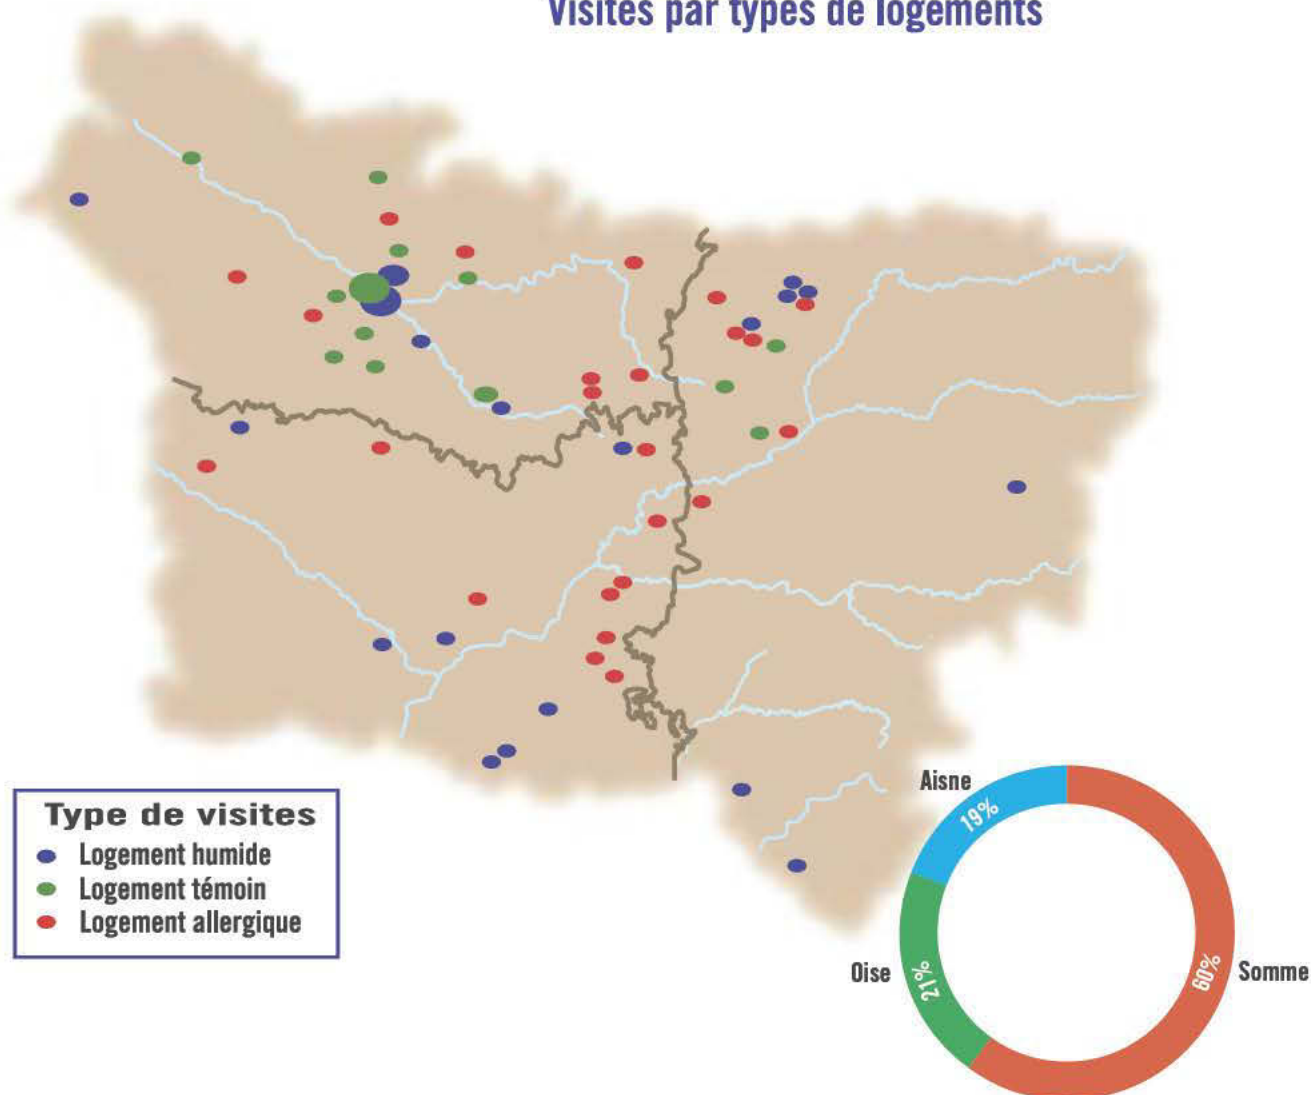 Visites par types de logements
Type de visites
Logement humide
Logement témoin
Logement allergique
Aisne
19%
Oise
21%
60%
Somme